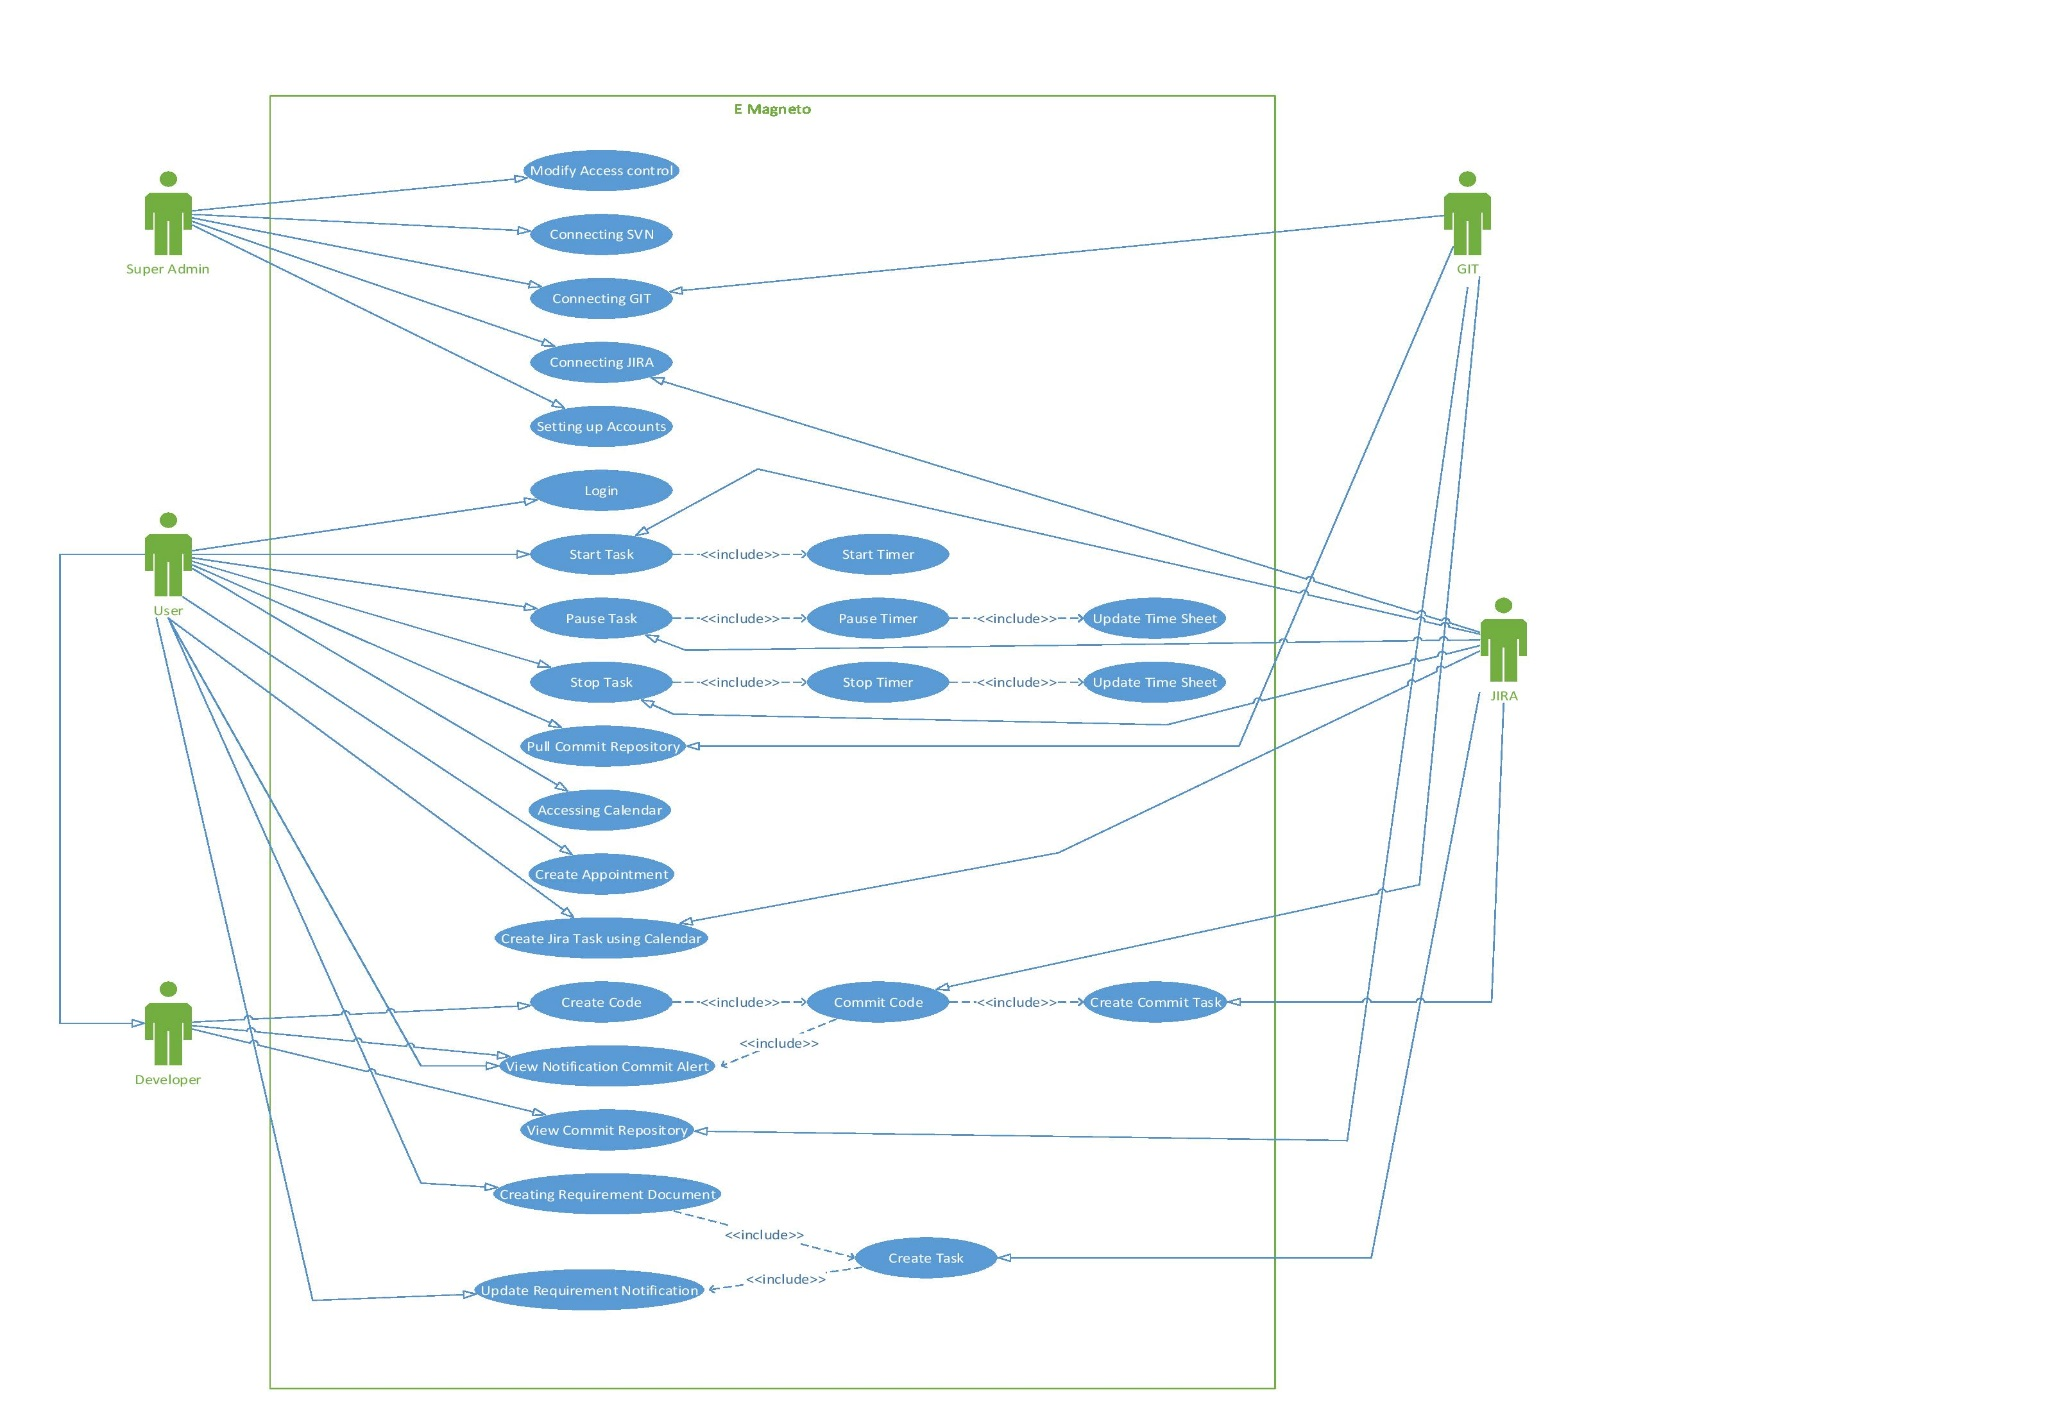 E Magneto
Modify Access control
Connecting SVN
Super Admin
GIT
Connecting GIT
Connecting JIRA
Setting up Accounts
Login
Start Task
<<include>>
Start Timer
User
Pause Task
<<include>>
Pause Timer
<<include>>
Update Time Sheet
Stop Task
<<include>>
Stop Timer
<<include>>
Update Time Sheet
JIRA
Pull Commit Repository
Accessing Calendar
Create Appointment
Create Jira Task using Calendar
Create Code
<<include>>
Commit Code
<<include>>
Create Commit Task
<<include>>
View Notification Commit Alert
Developer
View Commit Repository
Creating Requirement Document
<<include>>
Create Task
<<include>>
Update Requirement Notification